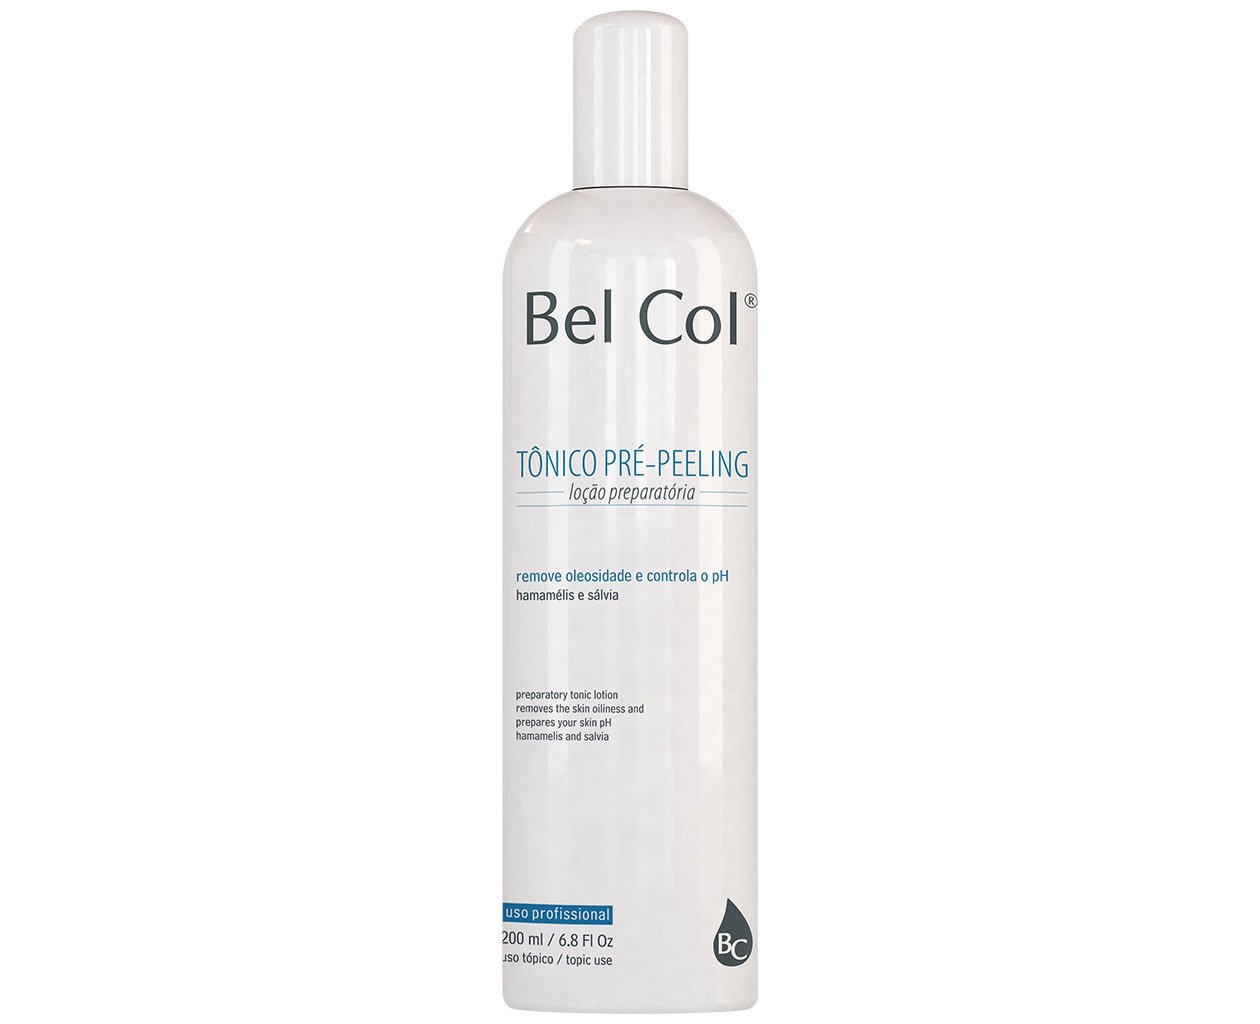 Bel Col®
TÔNICO PRÉ-PEELING
loção preparatória
remove oleosidade e controla o pH
hamamélis e sálvia
preparatory tonic lotion
removes the skin oiliness and
prepares your skin pH
hamamelis and salvia
uso profissional
200 ml / 6.8 Fl Oz
uso tópico / topic use
BC